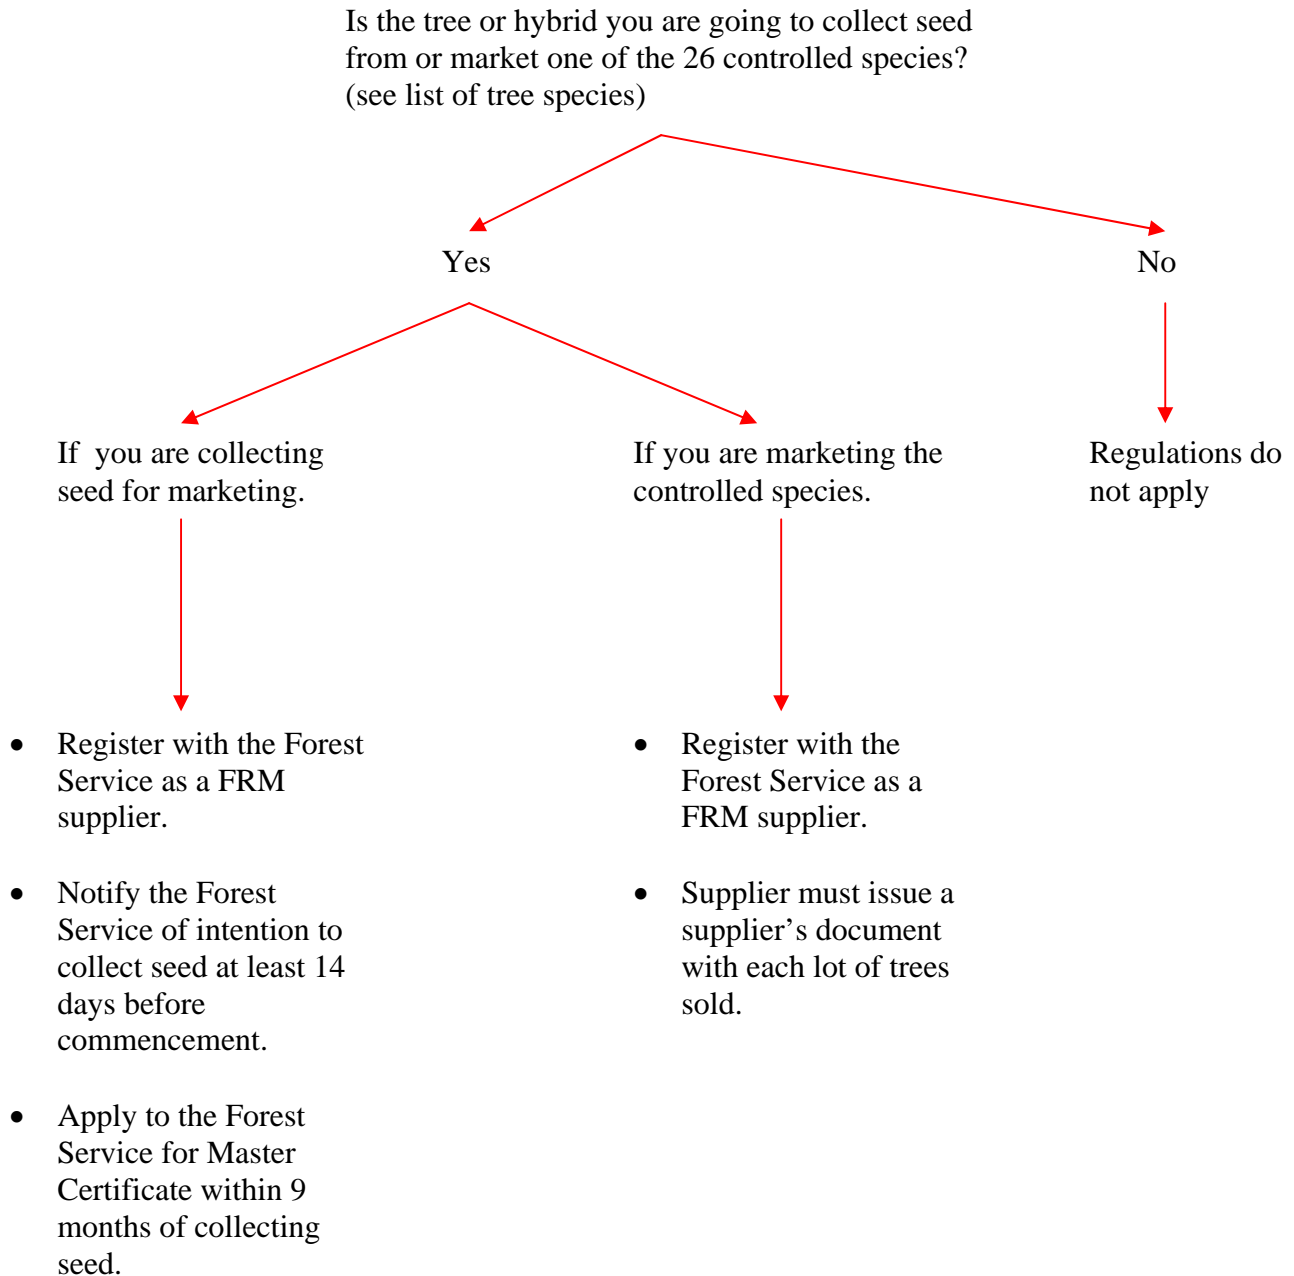 Is the tree or hybrid you are going to collect seed
from or market one of the 26 controlled species?
(see list of tree species)
Yes
No
If  you are collecting
seed for marketing.
If you are marketing the
controlled species.
Regulations do
not apply
• Register with the Forest
Service as a FRM
supplier.
• Notify the Forest
Service of intention to
collect seed at least 14
days before
commencement.
• Apply to the Forest
Service for Master
Certificate within 9
months of collecting
seed.
• Register with the
Forest Service as a
FRM supplier.
• Supplier must issue a
supplier’s document
with each lot of trees
sold.